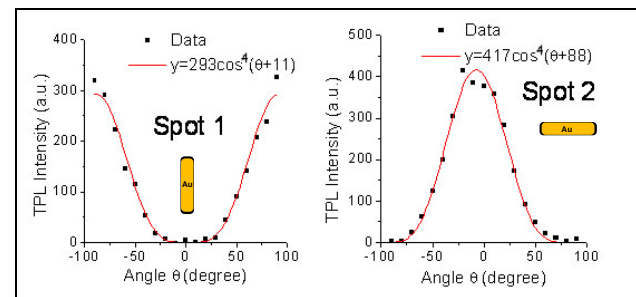 400
300
200
100
0
TPL Intensity (a.u.)
Data
y=293cos⁴(θ+11)
Spot 1
Au
-100
-50
0
50
100
Angle θ (degree)
500
400
300
200
100
0
TPL Intensity (a.u.)
Data
y=417cos⁴(θ+88)
Spot 2
Au
-100
-50
0
50
100
Angle θ (degree)